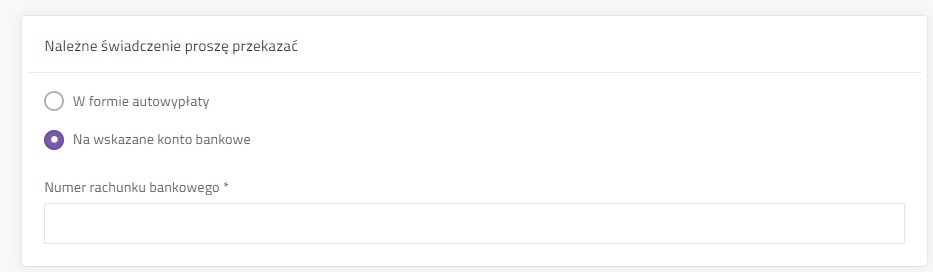 Należne świadczenie proszę przekazać
W formie autowypłaty
Na wskazane konto bankowe
Numer rachunku bankowego *